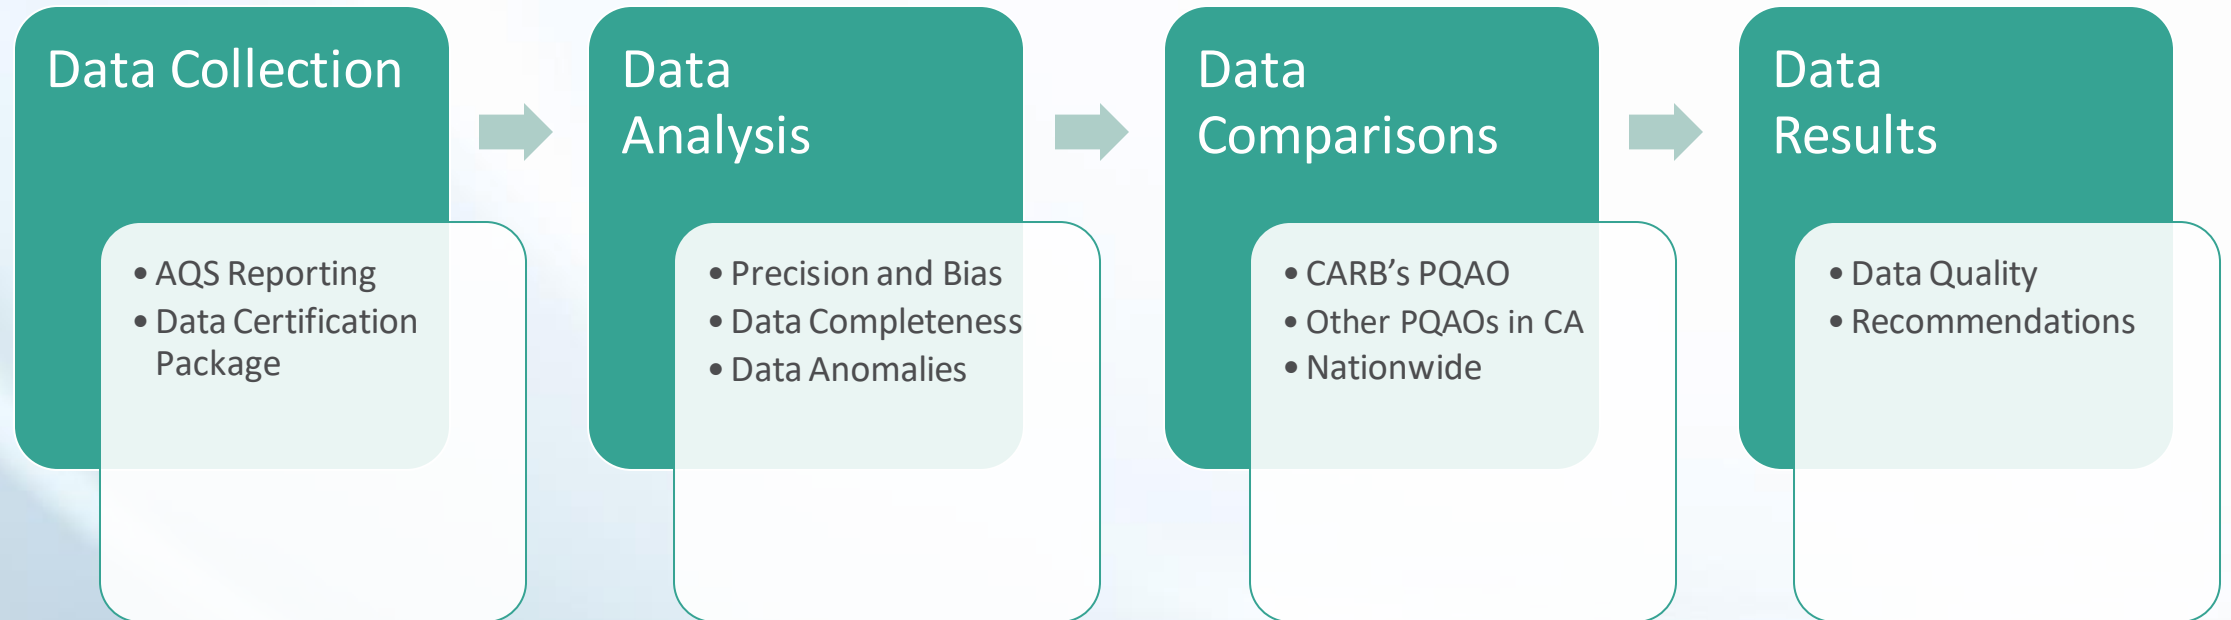 Data Collection
• AQS Reporting
• Data Certification
Package
Data
Analysis
• Precision and Bias
• Data Completeness
• Data Anomalies
Data
Comparisons
• CARB’s PQAO
• Other PQAOs in CA
• Nationwide
Data
Results
• Data Quality
• Recommendations